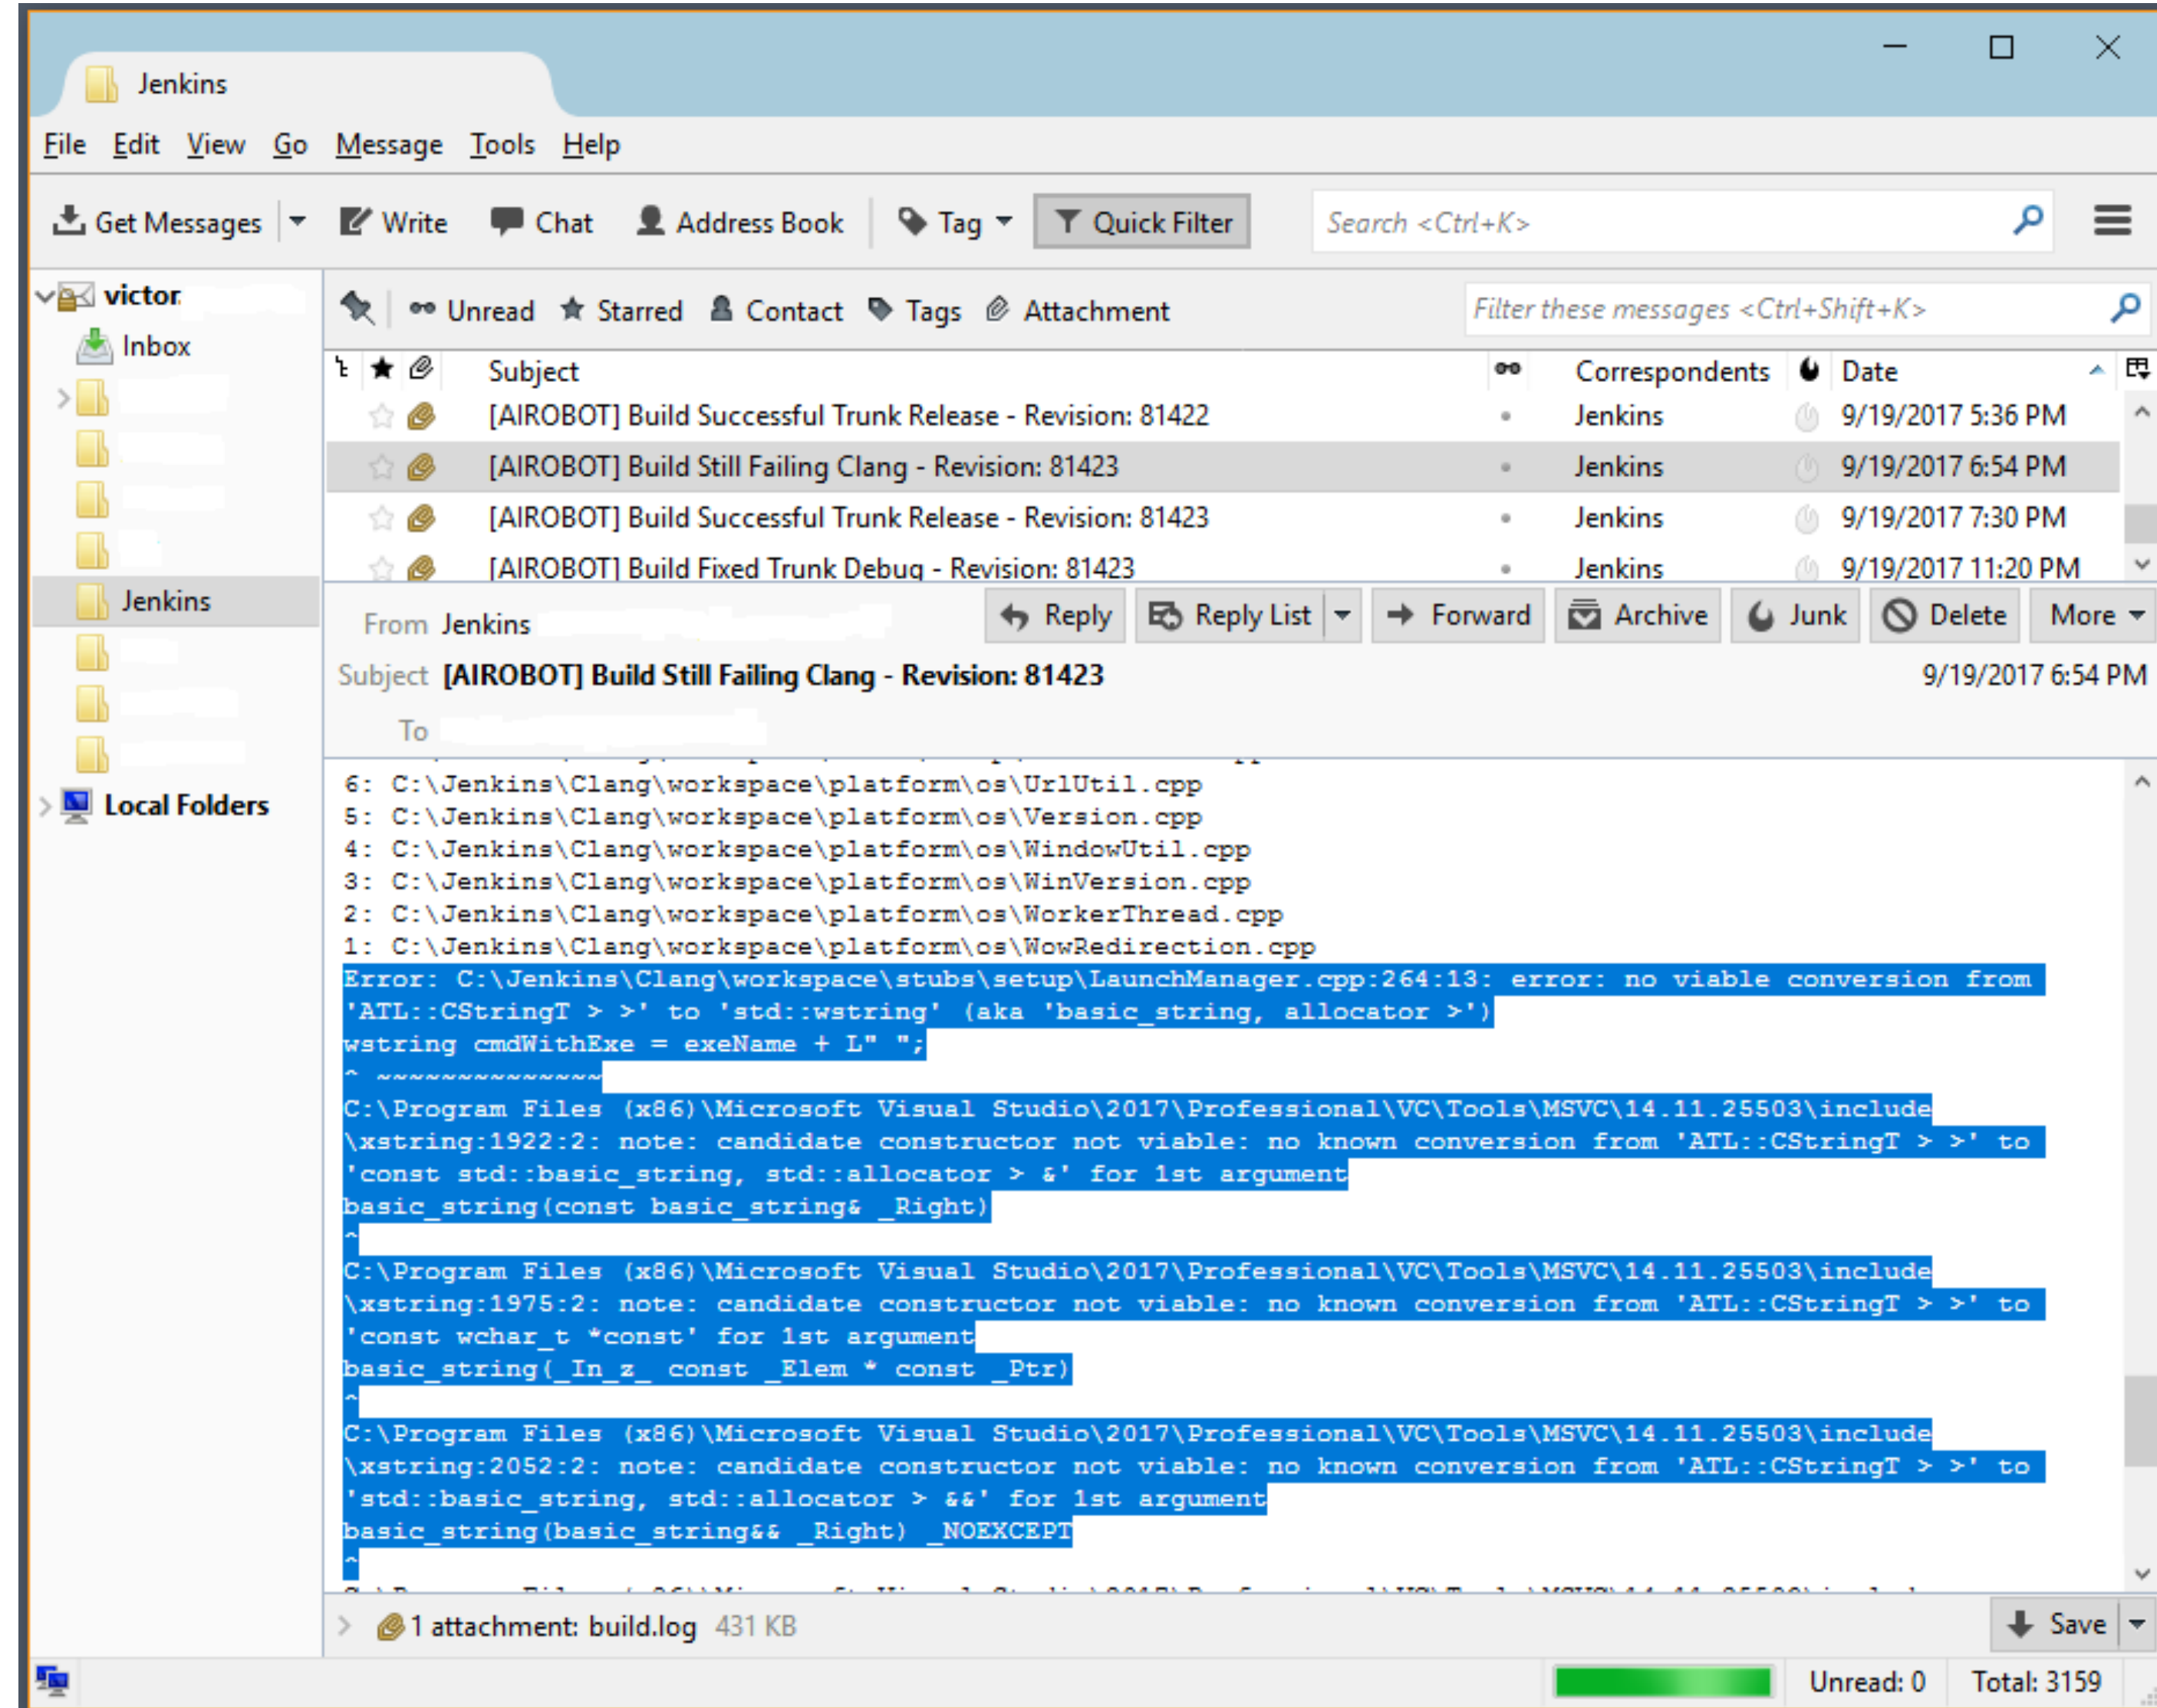 Jenkins
File Edit View Go Message Tools Help
Get Messages Write Chat Address Book Tag Quick Filter Search <Ctrl+K>
victor
Inbox
Jenkins
Local Folders
Unread Starred Contact Tags Attachment Filter these messages <Ctrl+Shift+K>
Subject Correspondents Date
[AIROBOT] Build Successful Trunk Release - Revision: 81422 Jenkins 9/19/2017 5:36 PM
[AIROBOT] Build Still Failing Clang - Revision: 81423 Jenkins 9/19/2017 6:54 PM
[AIROBOT] Build Successful Trunk Release - Revision: 81423 Jenkins 9/19/2017 7:30 PM
[AIROBOT] Build Fixed Trunk Debug - Revision: 81423 Jenkins 9/19/2017 11:20 PM
From Jenkins Reply Reply List Forward Archive Junk Delete More
Subject [AIROBOT] Build Still Failing Clang - Revision: 81423 9/19/2017 6:54 PM
To
6: C:\Jenkins\Clang\workspace\platform\os\UrlUtil.cpp
5: C:\Jenkins\Clang\workspace\platform\os\Version.cpp
4: C:\Jenkins\Clang\workspace\platform\os\WindowUtil.cpp
3: C:\Jenkins\Clang\workspace\platform\os\WinVersion.cpp
2: C:\Jenkins\Clang\workspace\platform\os\WorkerThread.cpp
1: C:\Jenkins\Clang\workspace\platform\os\WowRedirection.cpp
Error: C:\Jenkins\Clang\workspace\stubs\setup\LaunchManager.cpp:264:13: error: no viable conversion from
'ATL::CStringT > >' to 'std::wstring' (aka 'basic_string, allocator >')
wstring cmdWithExe = exeName + L" ";
^ ~~~~~~~~~~~~~~
C:\Program Files (x86)\Microsoft Visual Studio\2017\Professional\VC\Tools\MSVC\14.11.25503\include
\xstring:1922:2: note: candidate constructor not viable: no known conversion from 'ATL::CStringT > >' to
'const std::basic_string, std::allocator > &' for 1st argument
basic_string(const basic_string& _Right)
^
C:\Program Files (x86)\Microsoft Visual Studio\2017\Professional\VC\Tools\MSVC\14.11.25503\include
\xstring:1975:2: note: candidate constructor not viable: no known conversion from 'ATL::CStringT > >' to
'const wchar_t *const' for 1st argument
basic_string(_In_z_ const _Elem * const _Ptr)
^
C:\Program Files (x86)\Microsoft Visual Studio\2017\Professional\VC\Tools\MSVC\14.11.25503\include
\xstring:2052:2: note: candidate constructor not viable: no known conversion from 'ATL::CStringT > >' to
'std::basic_string, std::allocator > &&' for 1st argument
basic_string(basic_string&& _Right) _NOEXCEPT
^
1 attachment: build.log 431 KB Save
Unread: 0 Total: 3159